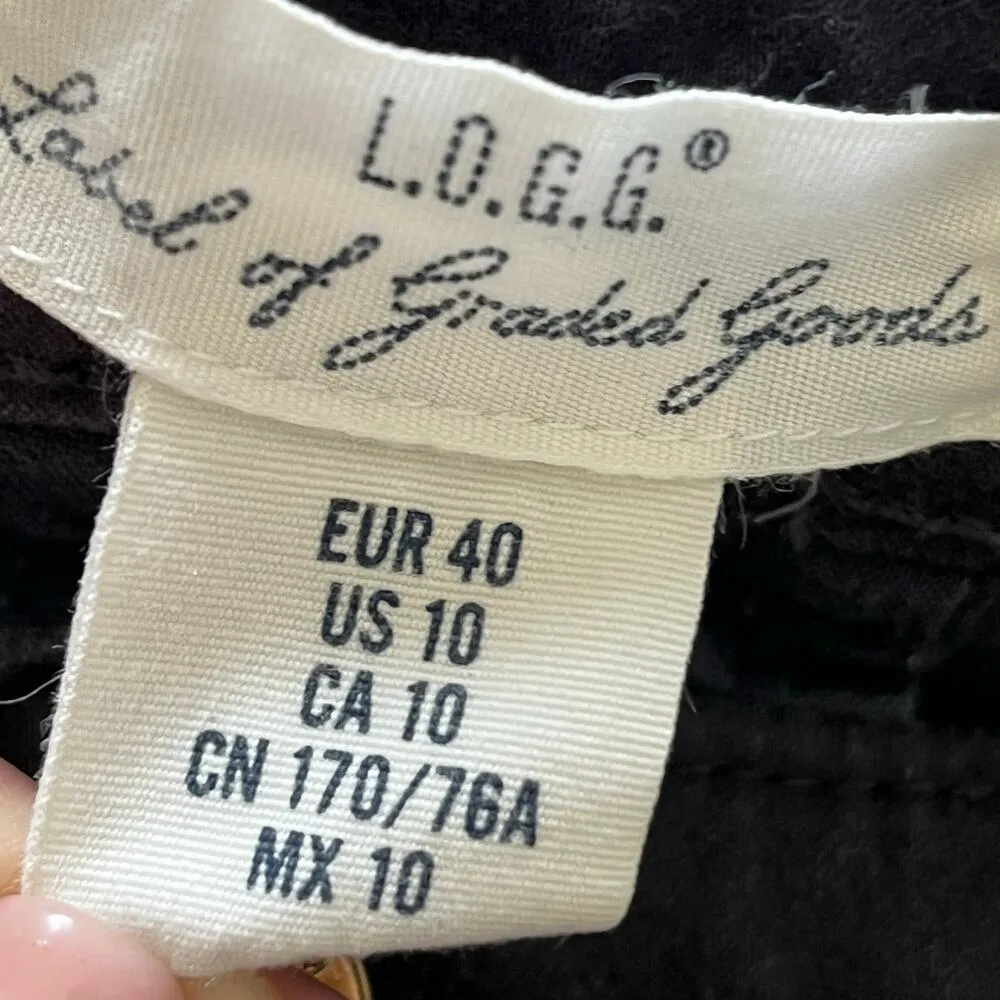 L.O.G.G.®
Label of Graded Goods
EUR 40
US 10
CA 10
CN 170/76A
MX 10